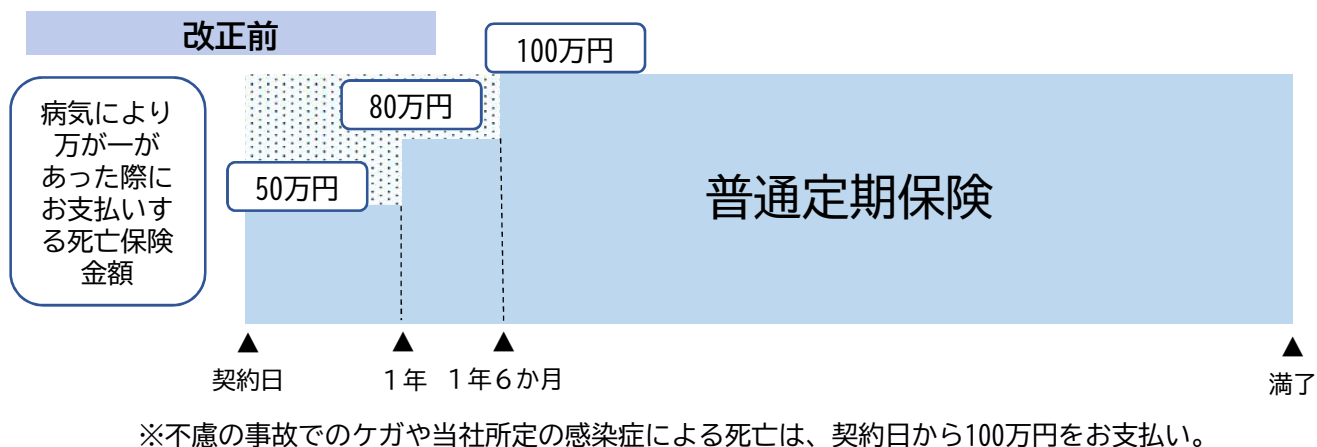 改正前
100万円
病気により
万が一が
あった際に
お支払いす
る死亡保険
金額
80万円
50万円
普通定期保険
▲
▲
▲
▲
契約日
1年
1年6か月
満了
※不慮の事故でのケガや当社所定の感染症による死亡は、契約日から100万円をお支払い。